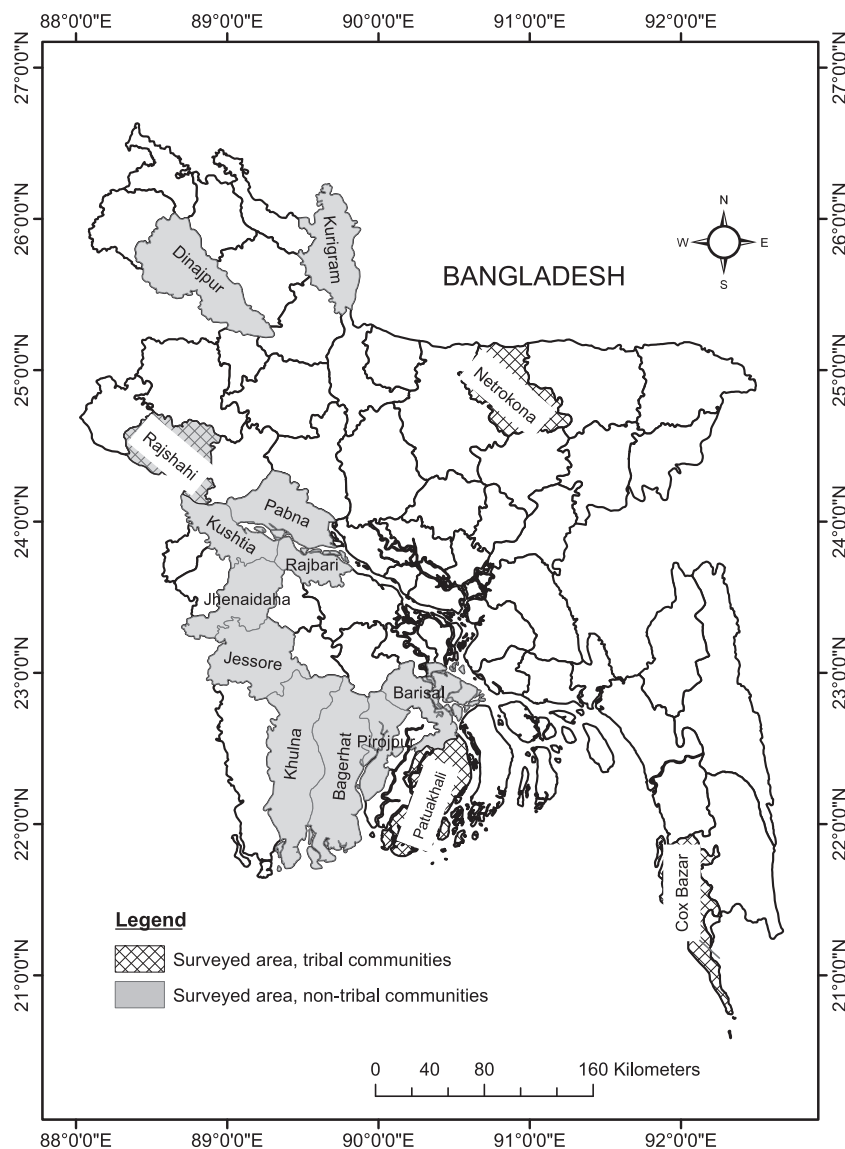 88°0'0"E 89°0'0"E 90°0'0"E 91°0'0"E 92°0'0"E
27°0'0"N 27°0'0"N
26°0'0"N 26°0'0"N
25°0'0"N 25°0'0"N
24°0'0"N 24°0'0"N
23°0'0"N 23°0'0"N
22°0'0"N 22°0'0"N
21°0'0"N 21°0'0"N
N
W E
S
BANGLADESH
Kurigram
Dinajpur
Netrokona
Rajshahi
Pabna
Kushtia
Rajbari
Jhenaidaha
Jessore
Barisal
Khulna
Bagerhat
Pirojpur
Patuakhali
Cox Bazar
Legend
Surveyed area, tribal communities
Surveyed area, non-tribal communities
0 40 80 160 Kilometers
88°0'0"E 89°0'0"E 90°0'0"E 91°0'0"E 92°0'0"E